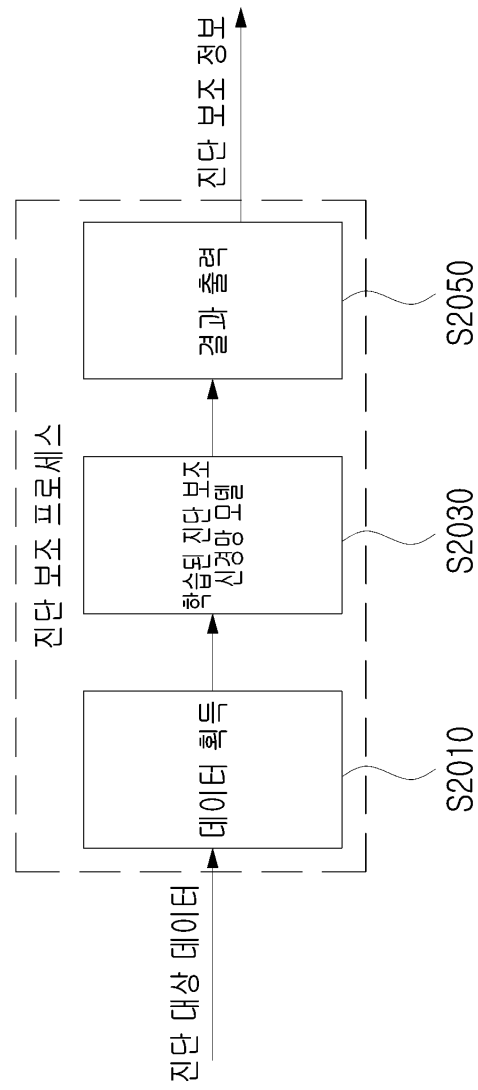 진단 보조 프로세스
진단 대상 데이터
데이터 획득
학습된 진단 보조
신경망 모델
결과 출력
진단 보조 정보
S2010
S2030
S2050